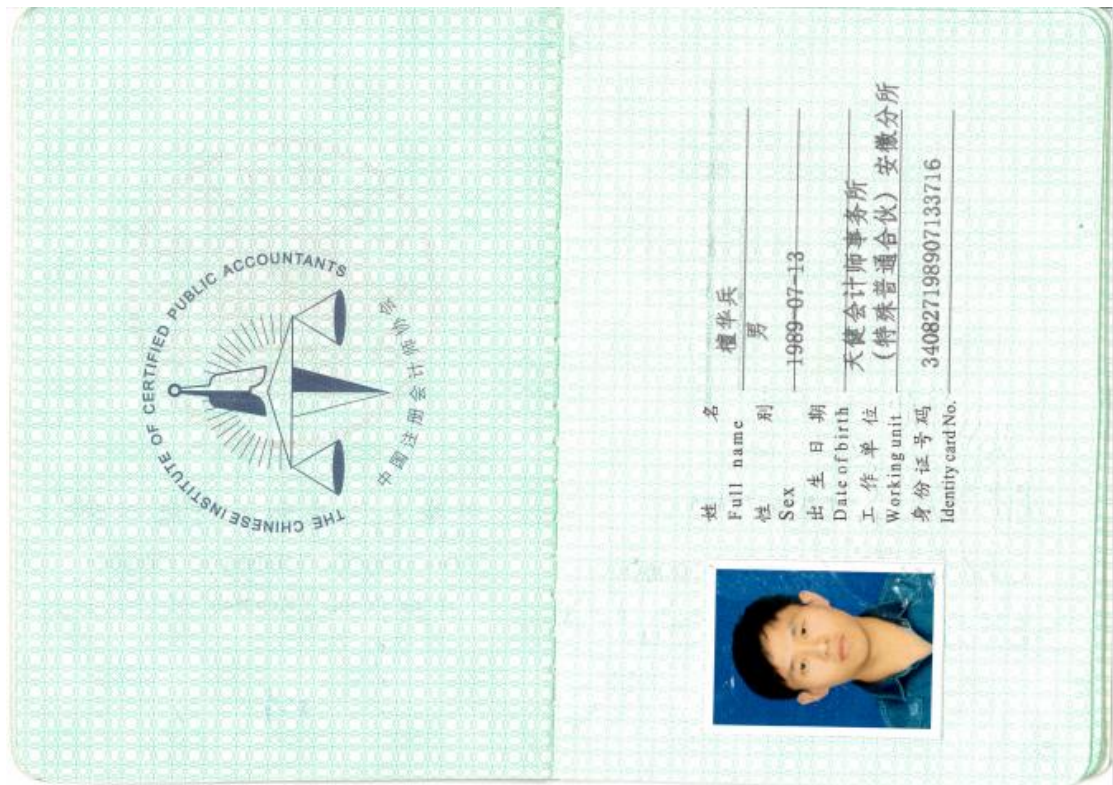 THE CHINESE INSTITUTE OF CERTIFIED PUBLIC ACCOUNTANTS
中国注册会计师协会
姓 名 檀华兵
Full name
性 别 男
Sex
出 生 日 期 1989-07-13
Date of birth
工 作 单 位 天健会计师事务所
(特殊普通合伙) 安徽分所
Working unit
身 份 证 号 码 340827198907133716
Identity card No.